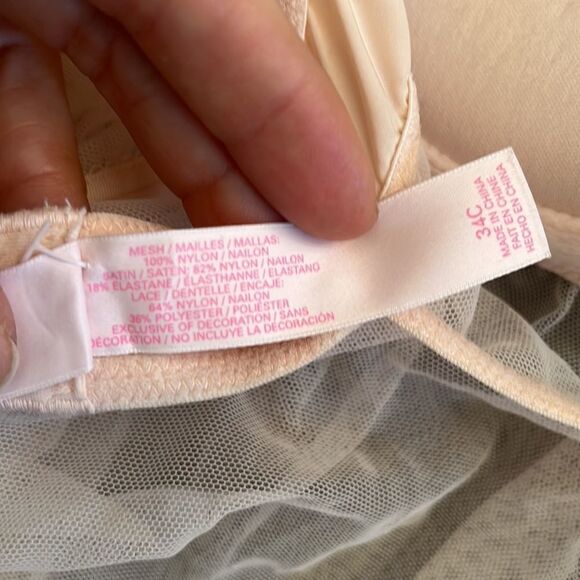 MESH / MAILLES / MALLAS:
100% NYLON / NAILON
SATIN / SATEN: 82% NYLON / NAILON
18% ELASTANE / ÉLASTHANNE / ELASTANO
LACE / DENTELLE / ENCAJE:
64% NYLON / NAILON
36% POLYESTER / POLIÉSTER
EXCLUSIVE OF DECORATION / SANS
DÉCORATION / NO INCLUYE LA DECORACIÓN
34C
MADE IN CHINA
FAIT EN CHINE
HECHO EN CHINA